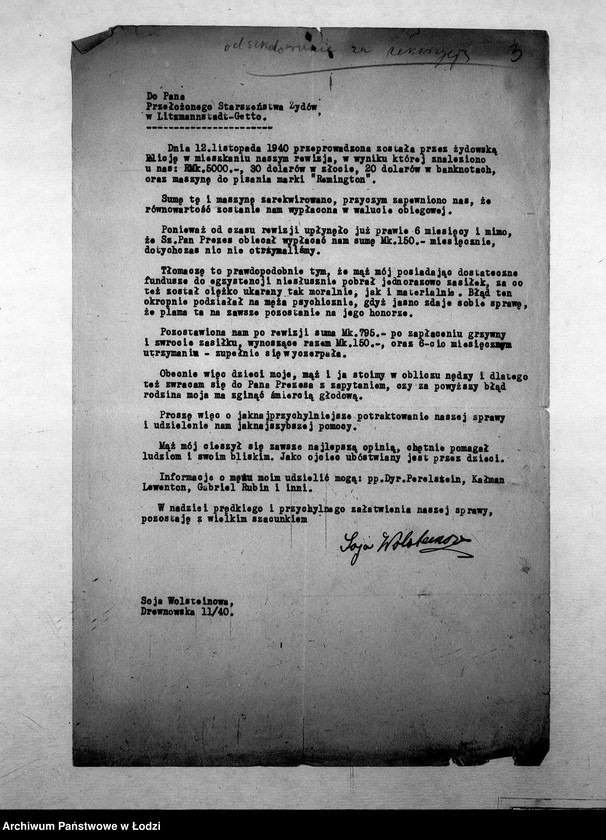 odszkodowanie za rekwizycję 3
Do Pana
Przełożonego Starszeństwa Żydów
w Litzmannstadt-Getto.
-----------------------
Dnia 12.listopada 1940 przeprowadzona została przez żydowską
Policję w mieszkaniu naszym rewizja, w wyniku której znaleziono
u nas: RMk.5000.-, 30 dolarów w złocie, 20 dolarów w banknotach,
oraz maszynę do pisania marki "Remington".
Sumę tę i maszynę zarekwirowano, przyczym zapewniono nas, że
równowartość zostanie nam wypłacona w walucie obiegowej.
Ponieważ od czasu rewizji upłynęło już prawie 6 miesięcy i mimo,
że Sz.Pan Prezes obiecał wypłacać nam sumę Mk.150.- miesięcznie,
dotychczas nic nie otrzymaliśmy.
Tłomaczę to prawdopodobnie tym, że mąż mój posiadając dostateczne
fundusze do egzystencji niesłusznie pobrał jednorazowo zasiłek, za co
też został ciężko ukarany tak moralnie, jak i materialnie. Błąd ten
okropnie podziałał na męża psychicznie, gdyż jasno zdaje sobie sprawę,
że plama ta na zawsze pozostanie na jego honorze.
Pozostawiona nam po rewizji suma Mk.795.- po zapłaceniu grzywny
i zwrocie zasiłku, wynoszące razem Mk.150.-, oraz 6-cio miesięcznym
utrzymaniu - zupełnie się wyczerpała.
Obecnie więc dzieci moje, mąż i ja stoimy w obliczu nędzy i dlatego
też zwracam się do Pana Prezesa z zapytaniem, czy za powyższy błąd
rodzina moja ma zginąć śmiercią głodową.
Proszę więc o jaknajprzychylniejsze potraktowanie naszej sprawy
i udzielenie nam jaknajszybszej pomocy.
Mąż mój cieszył się zawsze najlepszą opinią, chętnie pomagał
ludziom i swoim bliskim. Jako ojciec ubóstwiany jest przez dzieci.
Informacje o mężu moim udzielić mogą: pp.Dyr.Perelstein, Kałman
Lewenton, Gabriel Rubin i inni.
W nadziei prędkiego i przychylnego załatwienia naszej sprawy,
pozostaję z wielkim szacunkiem
Soja Wolsteinowa
Soja Wolsteinowa,
Drewnowska 11/40.
Archiwum Państwowe w Łodzi